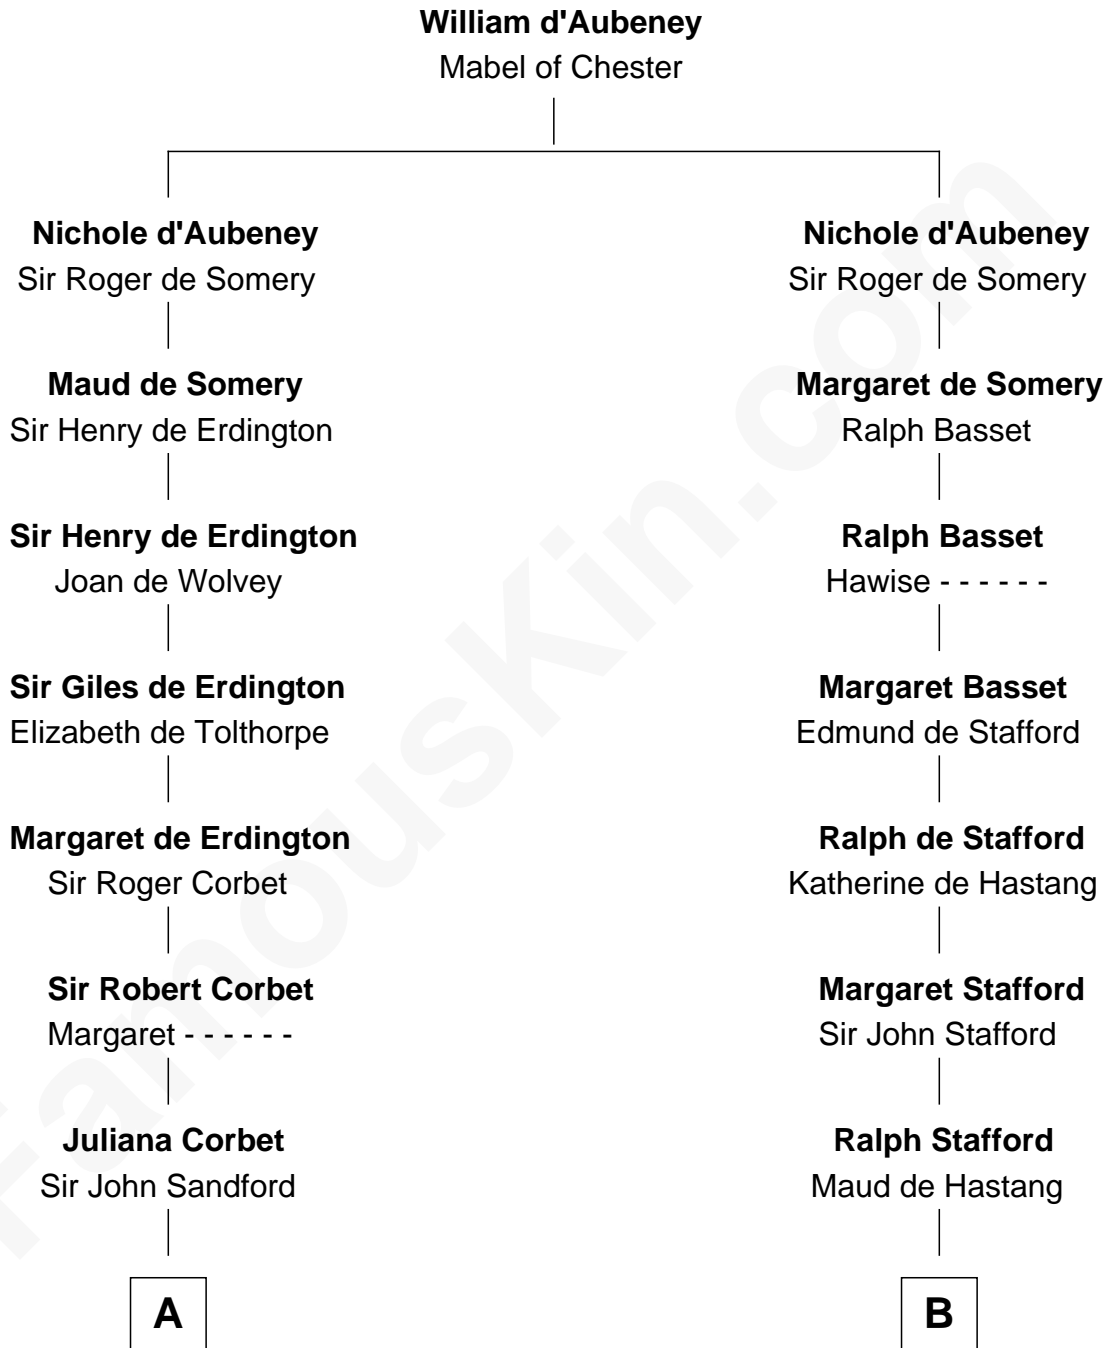 William d'Aubeney
Mabel of Chester
Nichole d'Aubeney
Sir Roger de Somery
Maud de Somery
Sir Henry de Erdington
Sir Henry de Erdington
Joan de Wolvey
Sir Giles de Erdington
Elizabeth de Tolthorpe
Margaret de Erdington
Sir Roger Corbet
Sir Robert Corbet
Margaret - - - - - -
Juliana Corbet
Sir John Sandford
A
Nichole d'Aubeney
Sir Roger de Somery
Margaret de Somery
Ralph Basset
Ralph Basset
Hawise - - - - - -
Margaret Basset
Edmund de Stafford
Ralph de Stafford
Katherine de Hastang
Margaret Stafford
Sir John Stafford
Ralph Stafford
Maud de Hastang
B
FamousKin.com